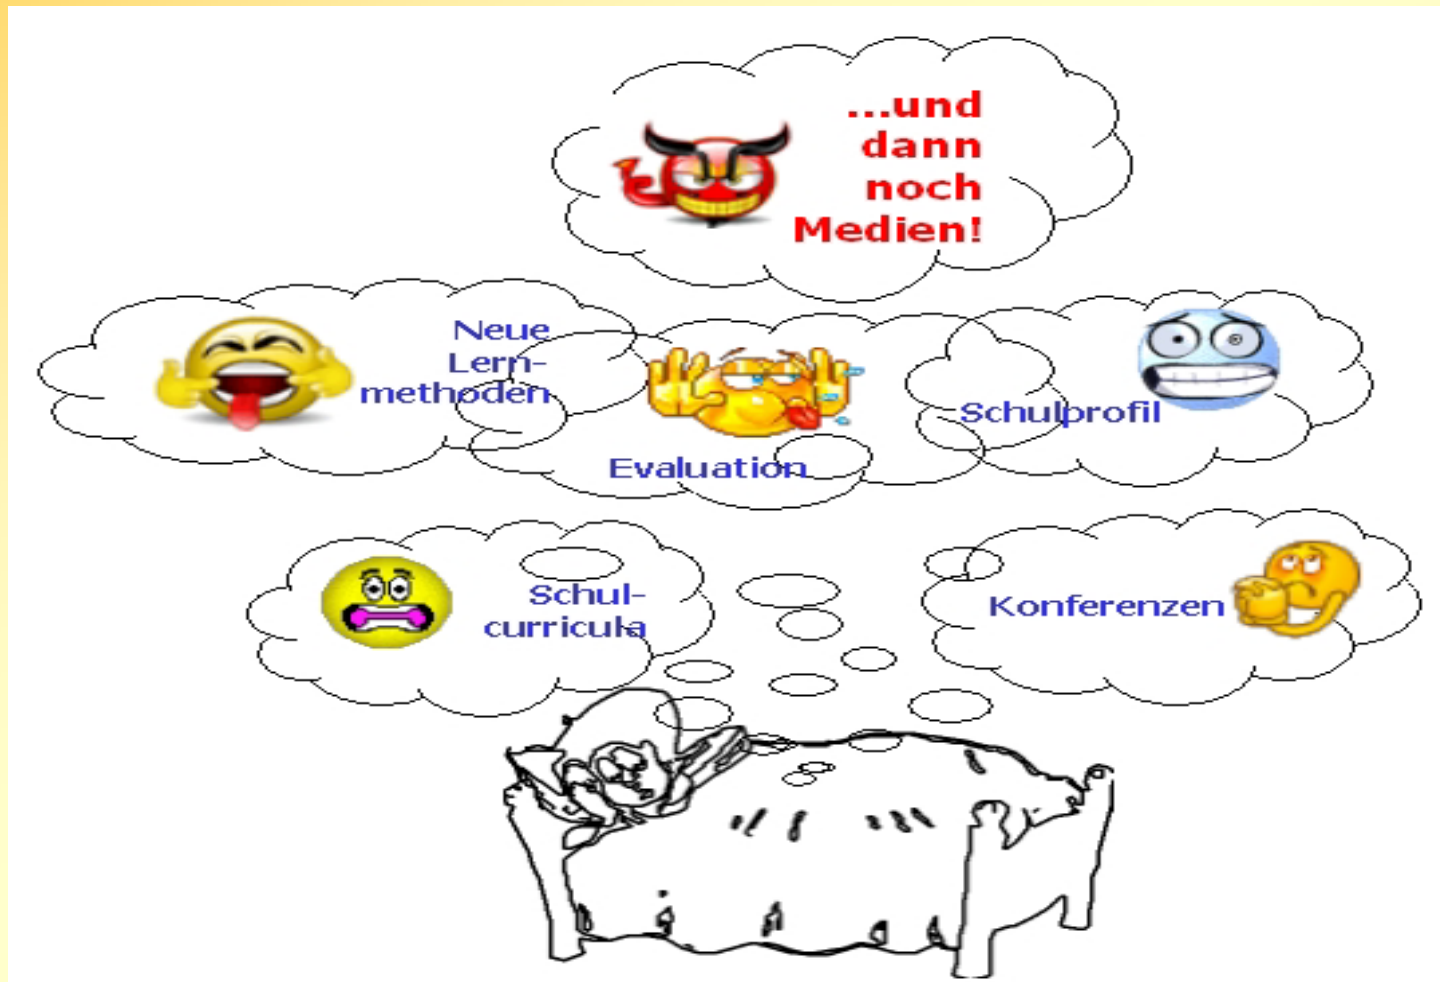 ...und
dann
noch
Medien!
Neue
Lern-
methoden
Evaluation
Schulprofil
Schul-
curricula
Konferenzen